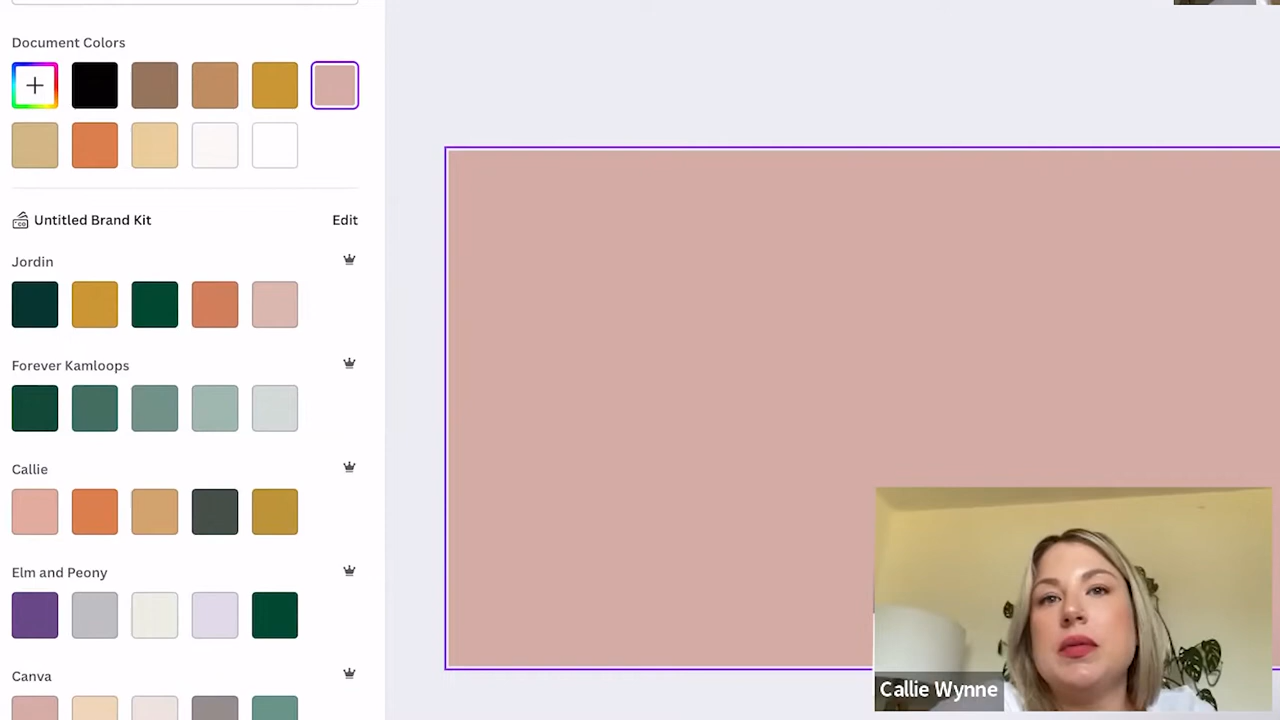 Document Colors
Untitled Brand Kit Edit
Jordin
Forever Kamloops
Callie
Elm and Peony
Canva
Callie Wynne